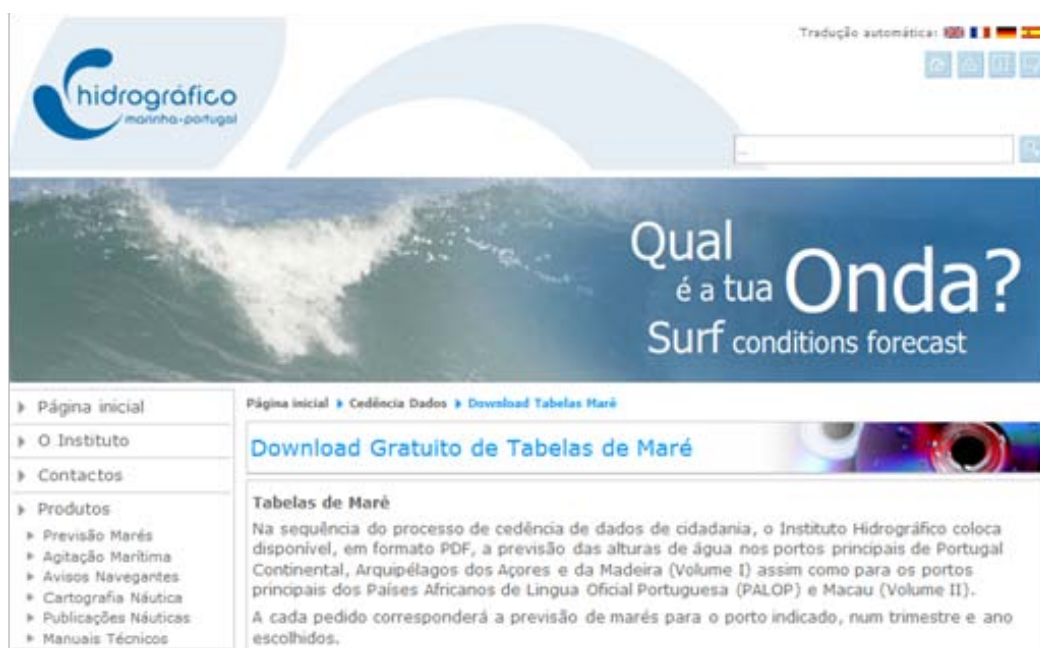 Tradução automática:
hidrográfico
marinha-portugal
...
Qual
é a tua Onda?
Surf conditions forecast
Página inicial
O Instituto
Contactos
Produtos
Previsão Marés
Agitação Marítima
Avisos Navegantes
Cartografia Náutica
Publicações Náuticas
Manuais Técnicos
Página inicial Cedência Dados Download Tabelas Maré
Download Gratuito de Tabelas de Maré
Tabelas de Maré
Na sequência do processo de cedência de dados de cidadania, o Instituto Hidrográfico coloca
disponível, em formato PDF, a previsão das alturas de água nos portos principais de Portugal
Continental, Arquipélagos dos Açores e da Madeira (Volume I) assim como para os portos
principais dos Países Africanos de Lingua Oficial Portuguesa (PALOP) e Macau (Volume II).
A cada pedido corresponderá a previsão de marés para o porto indicado, num trimestre e ano
escolhidos.